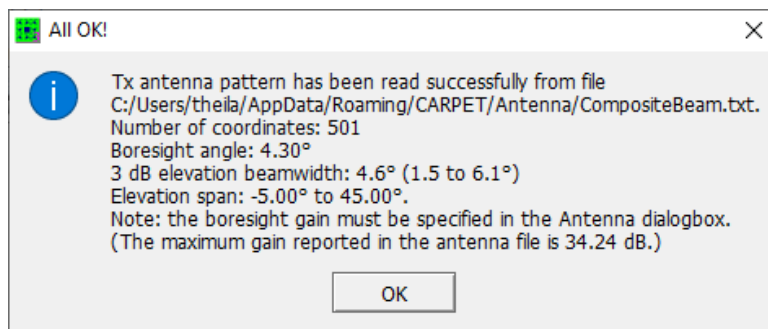 All OK!
Tx antenna pattern has been read successfully from file
C:/Users/theila/AppData/Roaming/CARPET/Antenna/CompositeBeam.txt.
Number of coordinates: 501
Boresight angle: 4.30°
3 dB elevation beamwidth: 4.6° (1.5 to 6.1°)
Elevation span: -5.00° to 45.00°.
Note: the boresight gain must be specified in the Antenna dialogbox.
(The maximum gain reported in the antenna file is 34.24 dB.)
OK